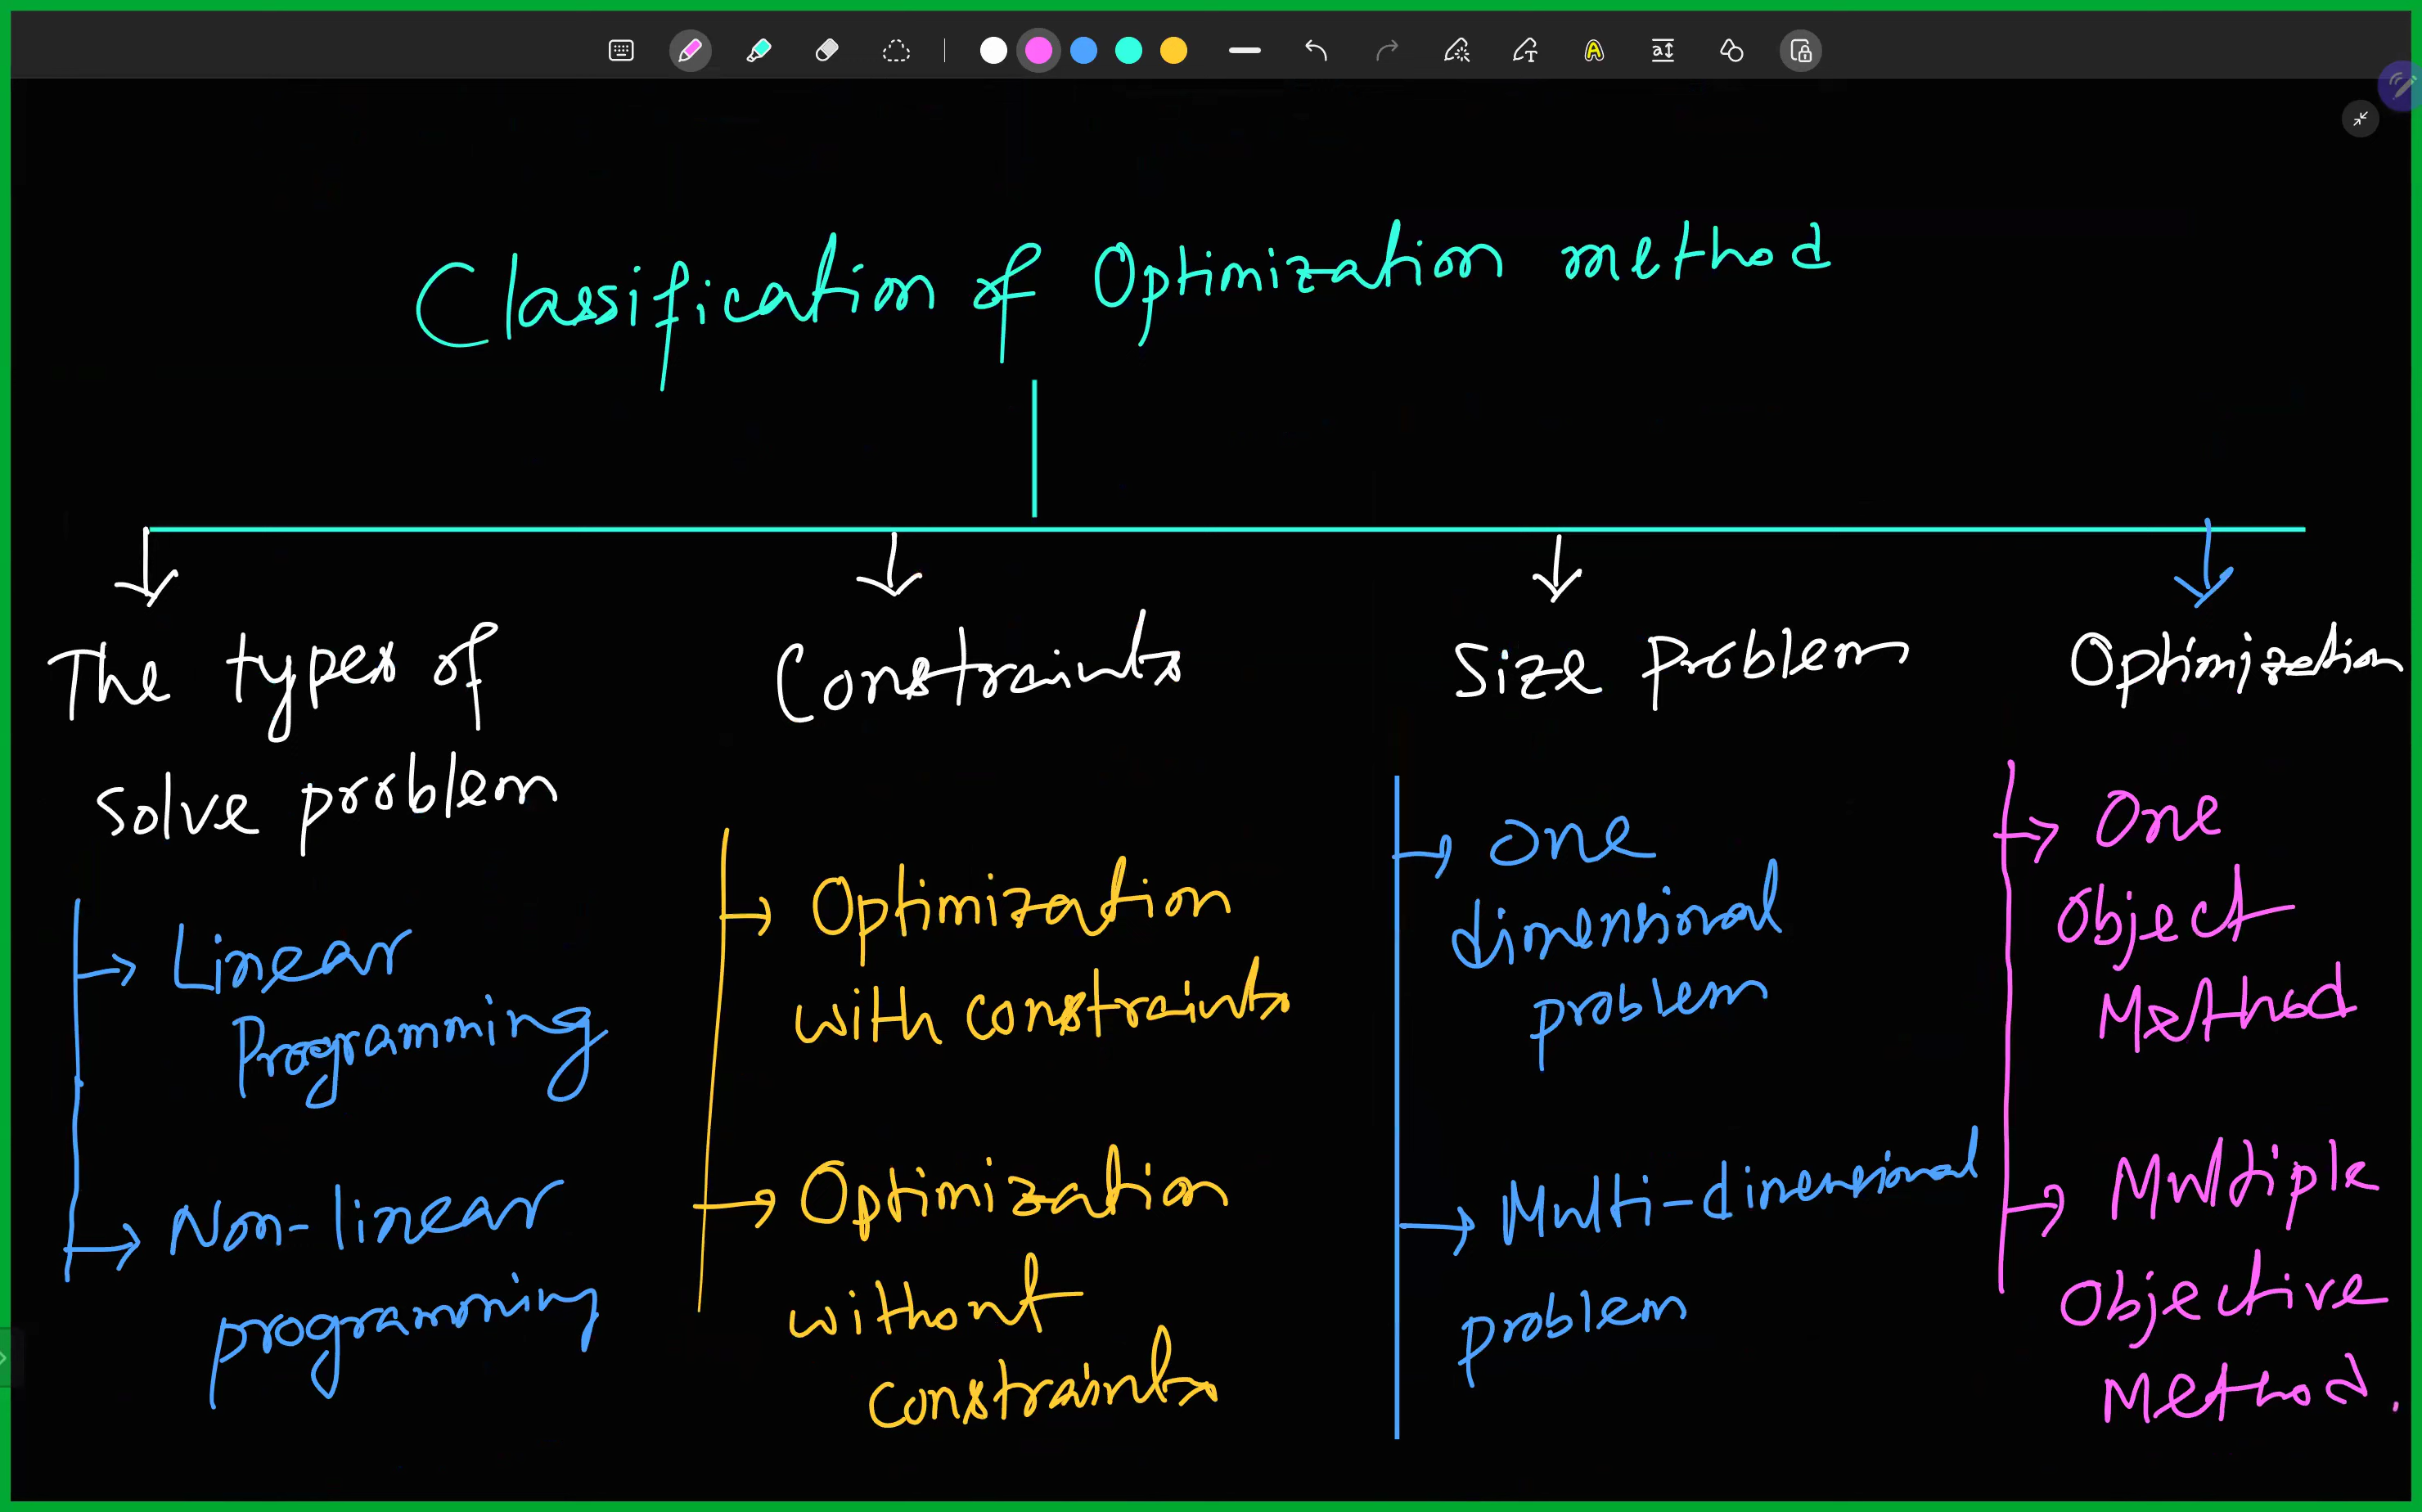 Classification of Optimization method
The types of
solve problem
Linear
Programming
Non-linear
programming
Constraints
Optimization
with constraints
Optimization
without
constraints
Size Problem
One
dimensional
problem
Multi-dimensional
problem
Optimization
One
Object
Method
Multiple
Objective
Method.